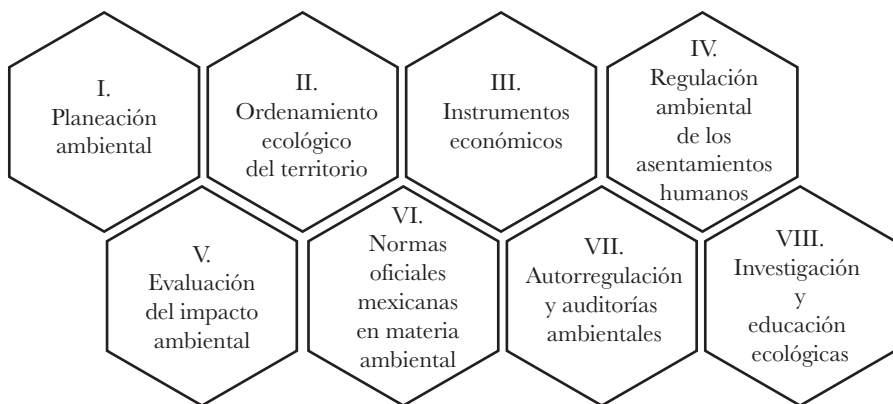 I.
Planeación
ambiental
II.
Ordenamiento
ecológico
del territorio
III.
Instrumentos
económicos
IV.
Regulación
ambiental
de los
asentamientos
humanos
V.
Evaluación
del impacto
ambiental
VI.
Normas
oficiales
mexicanas
en materia
ambiental
VII.
Autorregulación
y auditorías
ambientales
VIII.
Investigación
y
educación
ecológicas